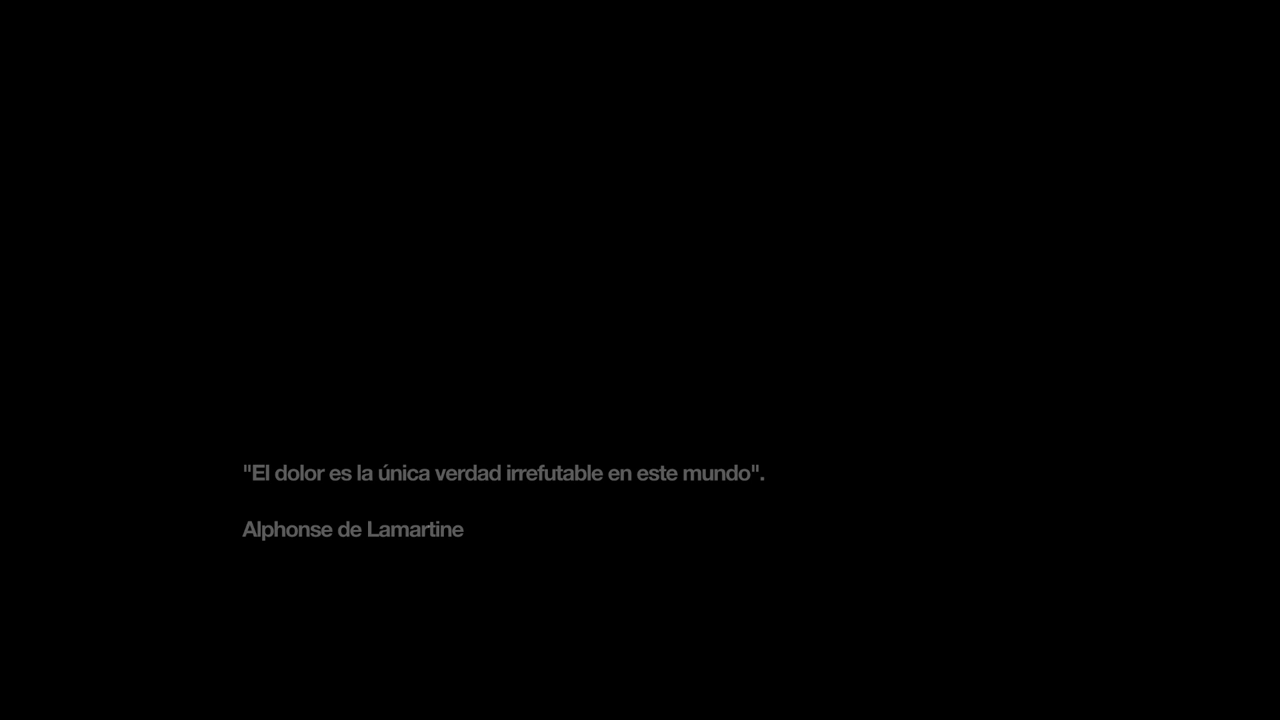 "El dolor es la única verdad irrefutable en este mundo".
Alphonse de Lamartine